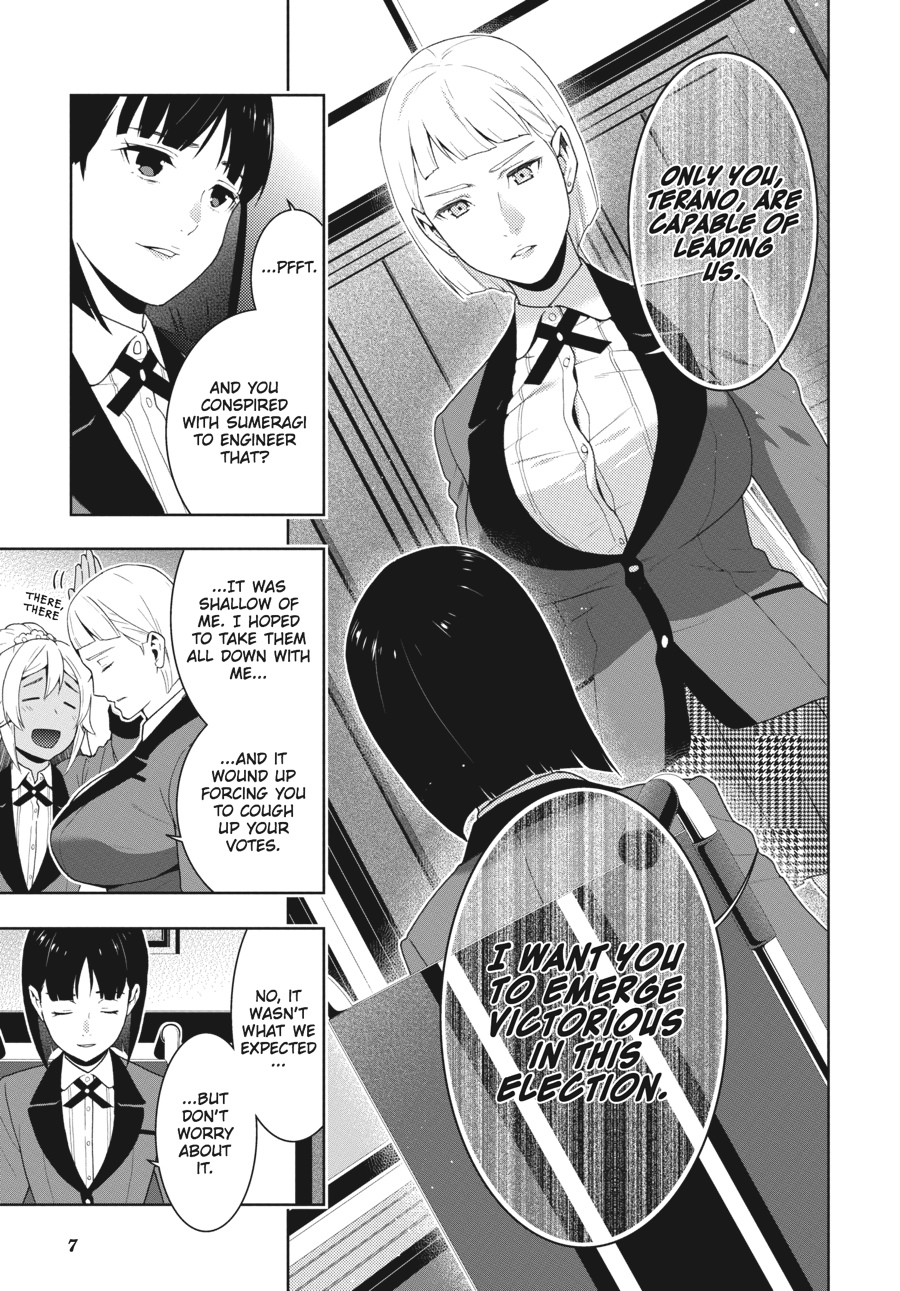 ONLY YOU,
TERANO, ARE
CAPABLE OF
LEADING
US.
I WANT YOU
TO EMERGE
VICTORIOUS
IN THIS
ELECTION.
...PFFT.
AND YOU
CONSPIRED
WITH SUMERAGI
TO ENGINEER
THAT?
...IT WAS
SHALLOW OF
ME. I HOPED
TO TAKE THEM
ALL DOWN WITH
ME...
THERE,
THERE
...AND IT
WOUND UP
FORCING YOU
TO COUGH
UP YOUR
VOTES.
NO, IT
WASN'T
WHAT WE
EXPECTED
...
...BUT
DON'T
WORRY
ABOUT
IT.
7